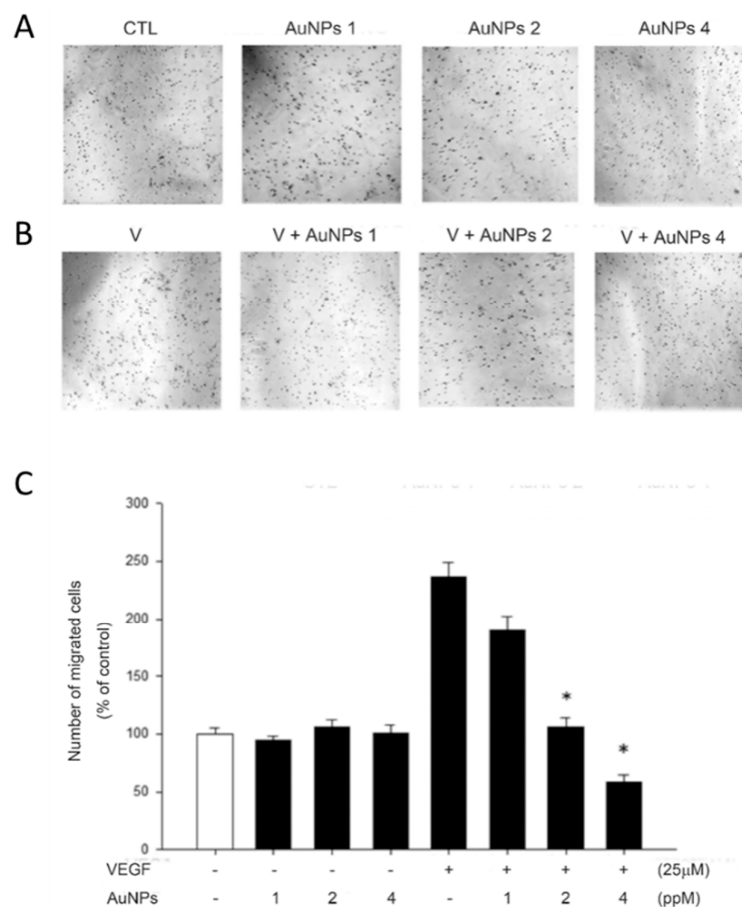 A
CTL AuNPs 1 AuNPs 2 AuNPs 4
B
V V + AuNPs 1 V + AuNPs 2 V + AuNPs 4
C
Number of migrated cells
(% of control)
300
250
200
150
100
50
0
* *
VEGF - - - - + + + + (25μM)
AuNPs - 1 2 4 - 1 2 4 (ppM)